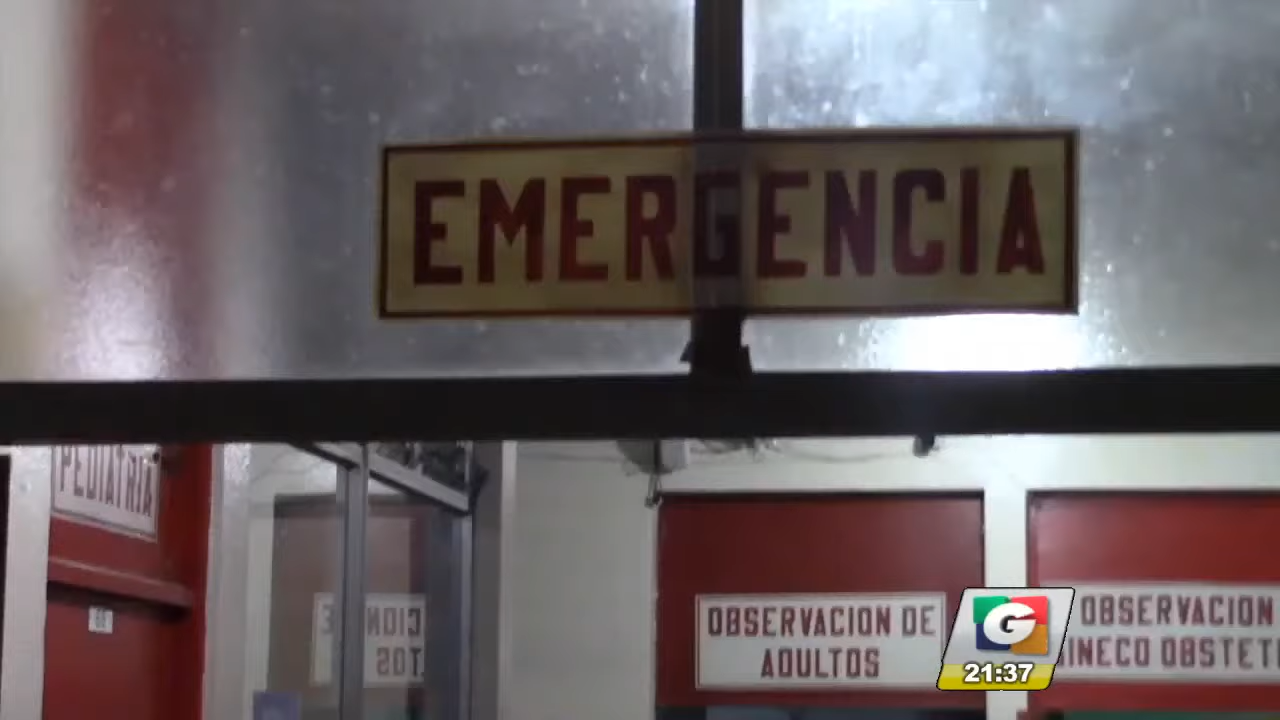 EMERGENCIA
PEDIATRIA
OBSERVACION DE
ADULTOS
OBSERVACION
INECO OBSTET
G
21:37